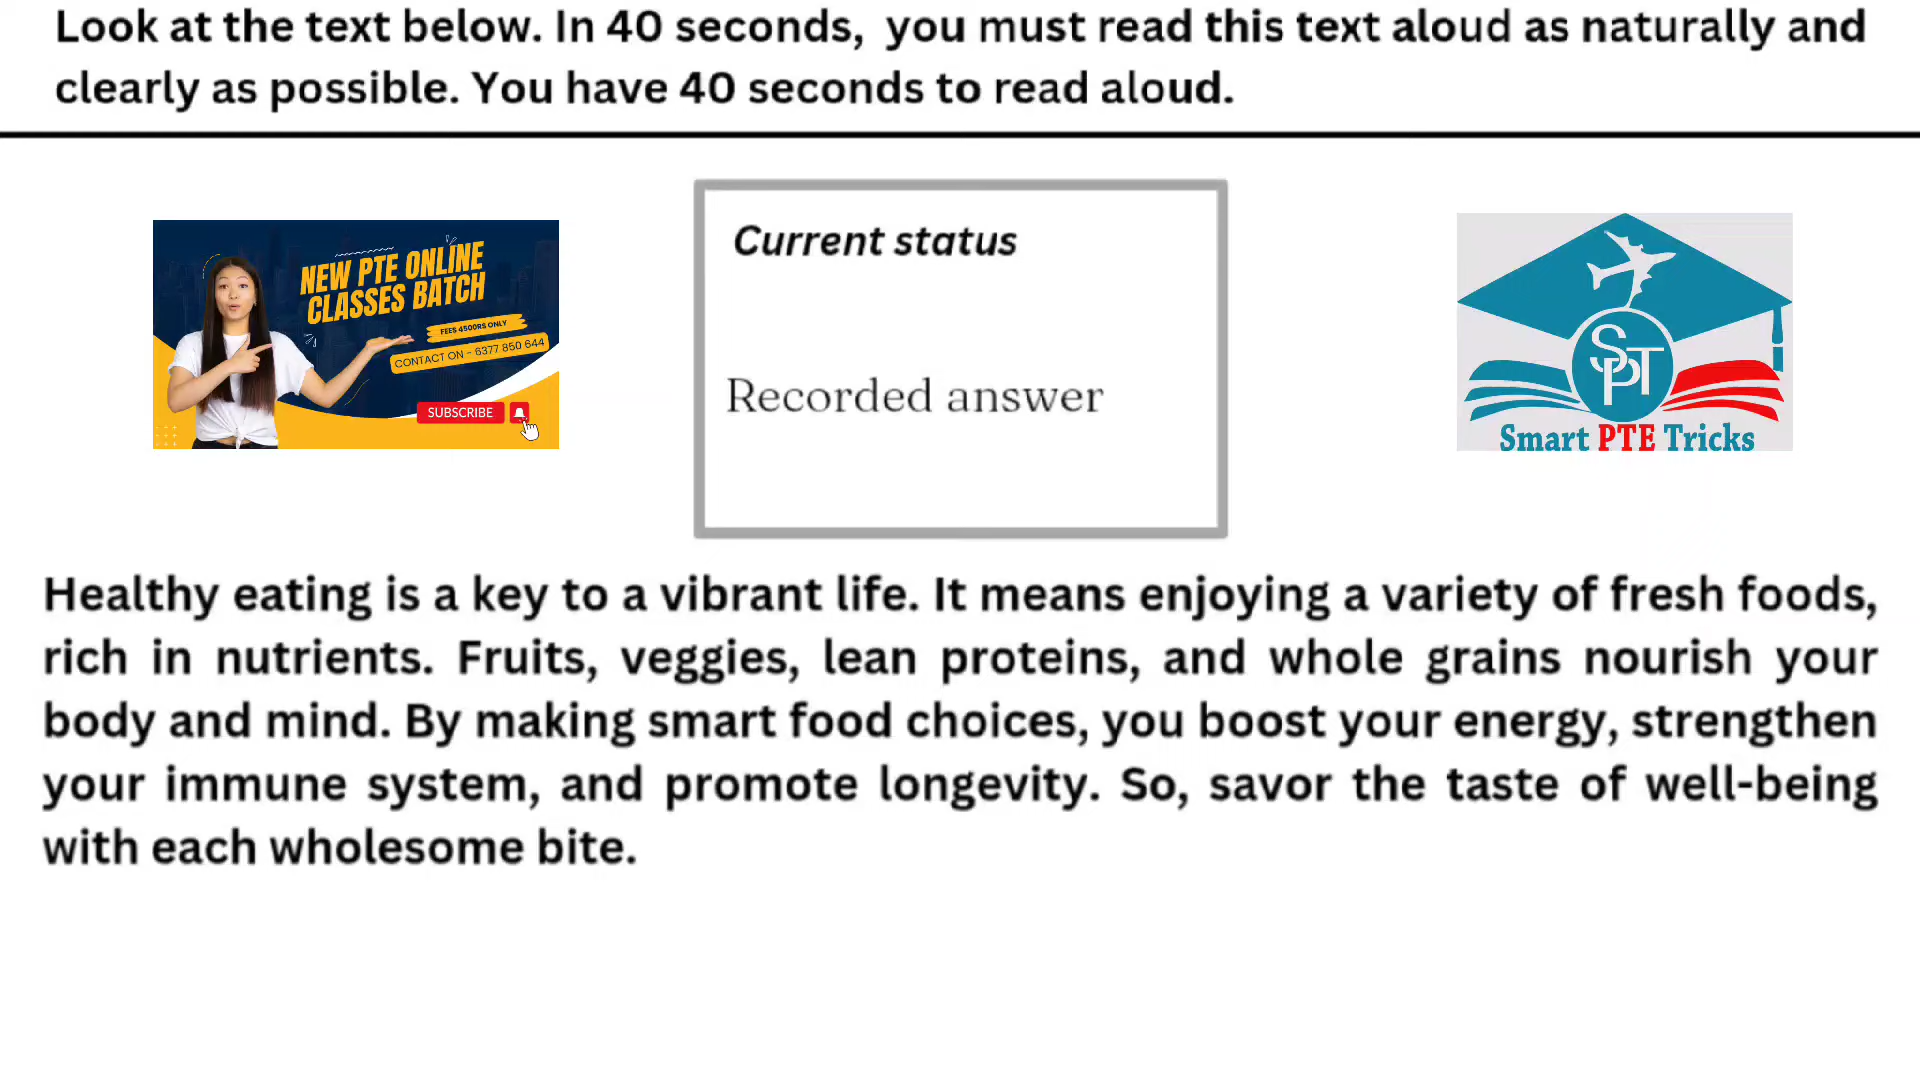 Look at the text below. In 40 seconds, you must read this text aloud as naturally and
clearly as possible. You have 40 seconds to read aloud.
NEW PTE ONLINE
CLASSES BATCH
FEES 4500RS ONLY
CONTACT ON - 6377 850 644
SUBSCRIBE
Current status
Recorded answer
SPT
Smart PTE Tricks
Healthy eating is a key to a vibrant life. It means enjoying a variety of fresh foods,
rich in nutrients. Fruits, veggies, lean proteins, and whole grains nourish your
body and mind. By making smart food choices, you boost your energy, strengthen
your immune system, and promote longevity. So, savor the taste of well-being
with each wholesome bite.